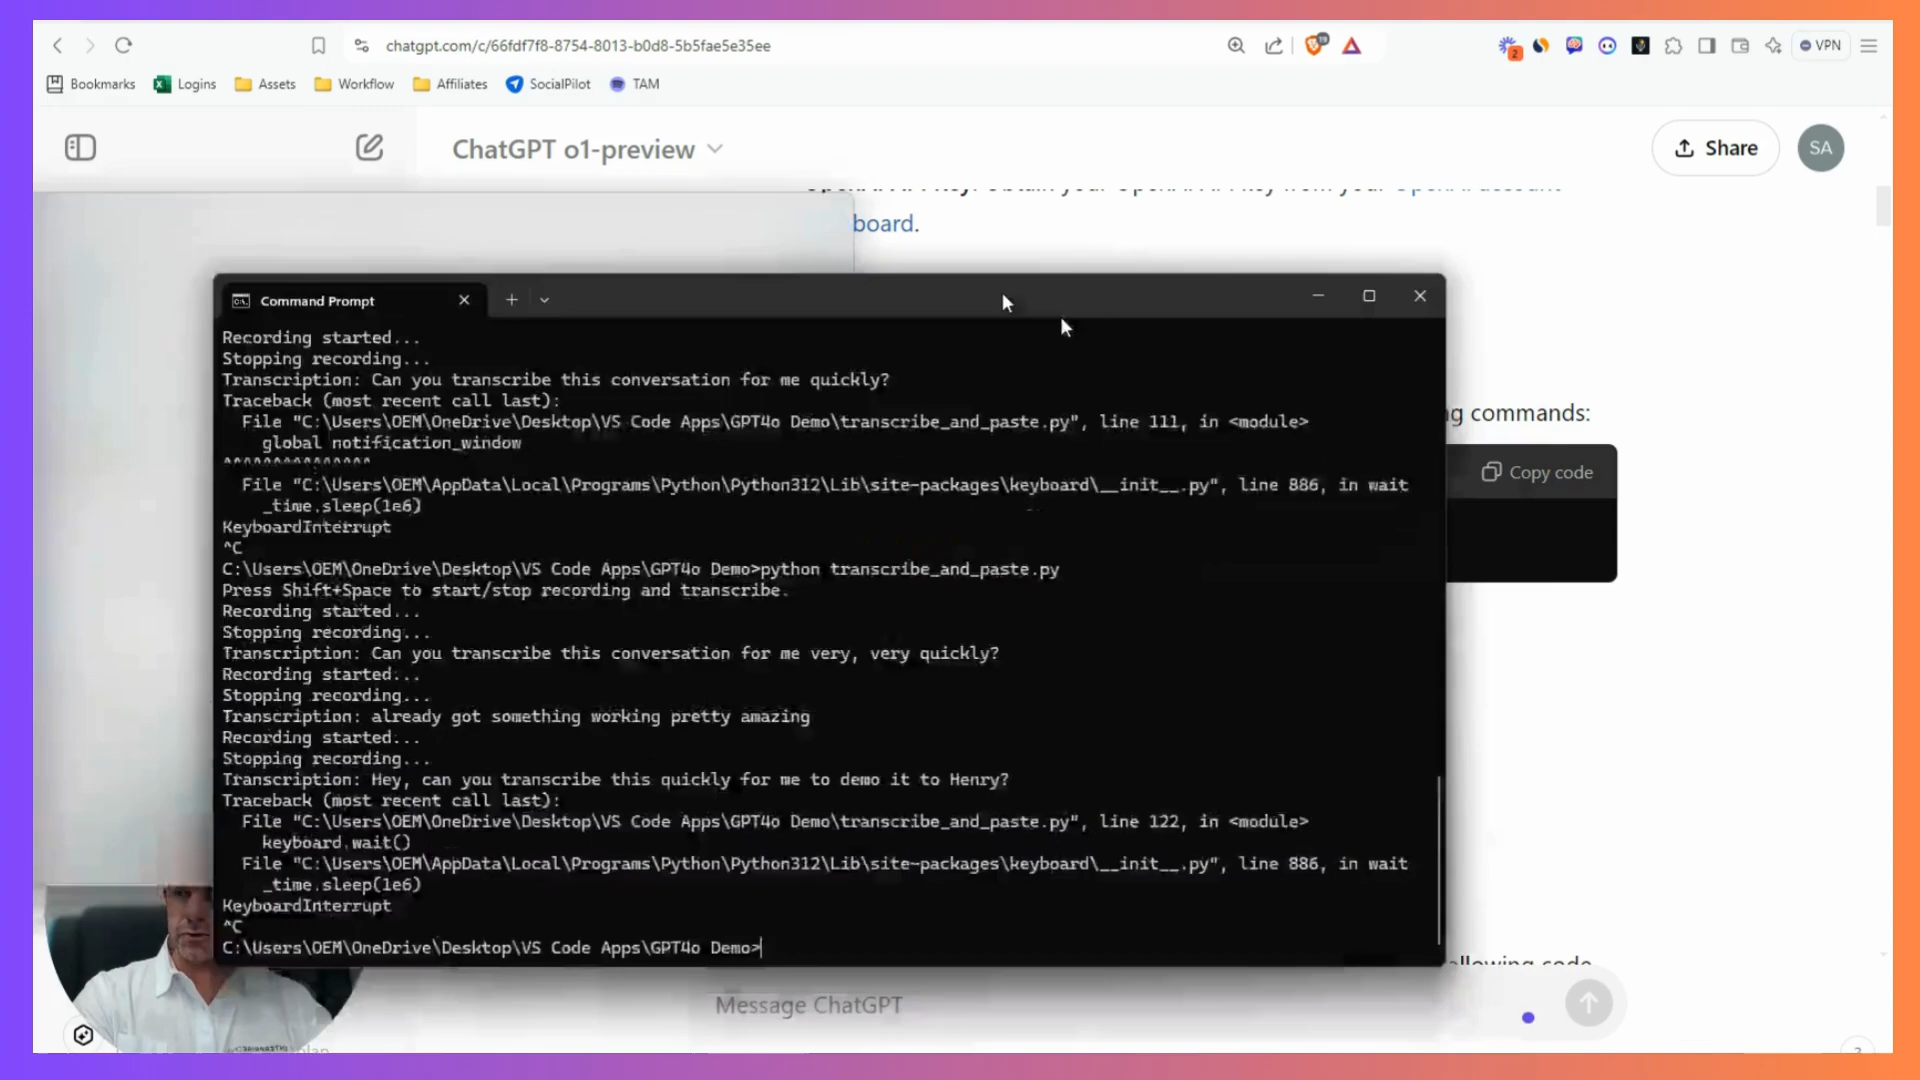 chatgpt.com/c/66fdf7f8-8754-8013-b0d8-5b5fae5e35ee
19
2
VPN
Bookmarks Logins Assets Workflow Affiliates SocialPilot TAM
ChatGPT o1-preview
Share
SA
board.
Command Prompt
Recording started...
Stopping recording...
Transcription: Can you transcribe this conversation for me quickly?
Traceback (most recent call last):
File "C:\Users\OEM\OneDrive\Desktop\VS Code Apps\GPT4o Demo\transcribe_and_paste.py", line 111, in <module>
global notification_window
^^^^^^^^^^^^^^^
File "C:\Users\OEM\AppData\Local\Programs\Python\Python312\Lib\site-packages\keyboard\__init__.py", line 886, in wait
_time.sleep(1e6)
KeyboardInterrupt
^C
C:\Users\OEM\OneDrive\Desktop\VS Code Apps\GPT4o Demo>python transcribe_and_paste.py
Press Shift+Space to start/stop recording and transcribe.
Recording started...
Stopping recording...
Transcription: Can you transcribe this conversation for me very, very quickly?
Recording started...
Stopping recording...
Transcription: already got something working pretty amazing
Recording started...
Stopping recording...
Transcription: Hey, can you transcribe this quickly for me to demo it to Henry?
Traceback (most recent call last):
File "C:\Users\OEM\OneDrive\Desktop\VS Code Apps\GPT4o Demo\transcribe_and_paste.py", line 122, in <module>
keyboard.wait()
File "C:\Users\OEM\AppData\Local\Programs\Python\Python312\Lib\site-packages\keyboard\__init__.py", line 886, in wait
_time.sleep(1e6)
KeyboardInterrupt
^C
C:\Users\OEM\OneDrive\Desktop\VS Code Apps\GPT4o Demo>
commands:
Copy code
code
Message ChatGPT
plan